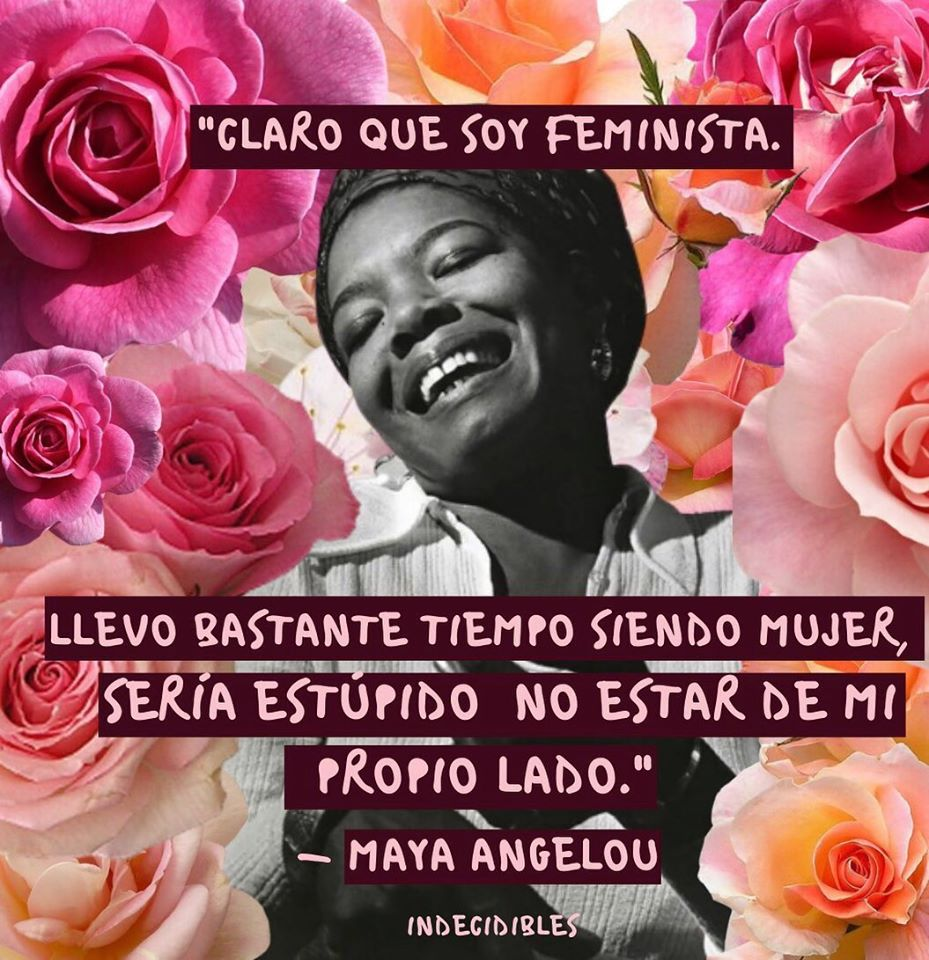 "CLARO QUE SOY FEMINISTA.
LLEVO BASTANTE TIEMPO SIENDO MUJER,
SERÍA ESTÚPIDO NO ESTAR DE MI
PROPIO LADO."
— MAYA ANGELOU
INDECIDIBLES